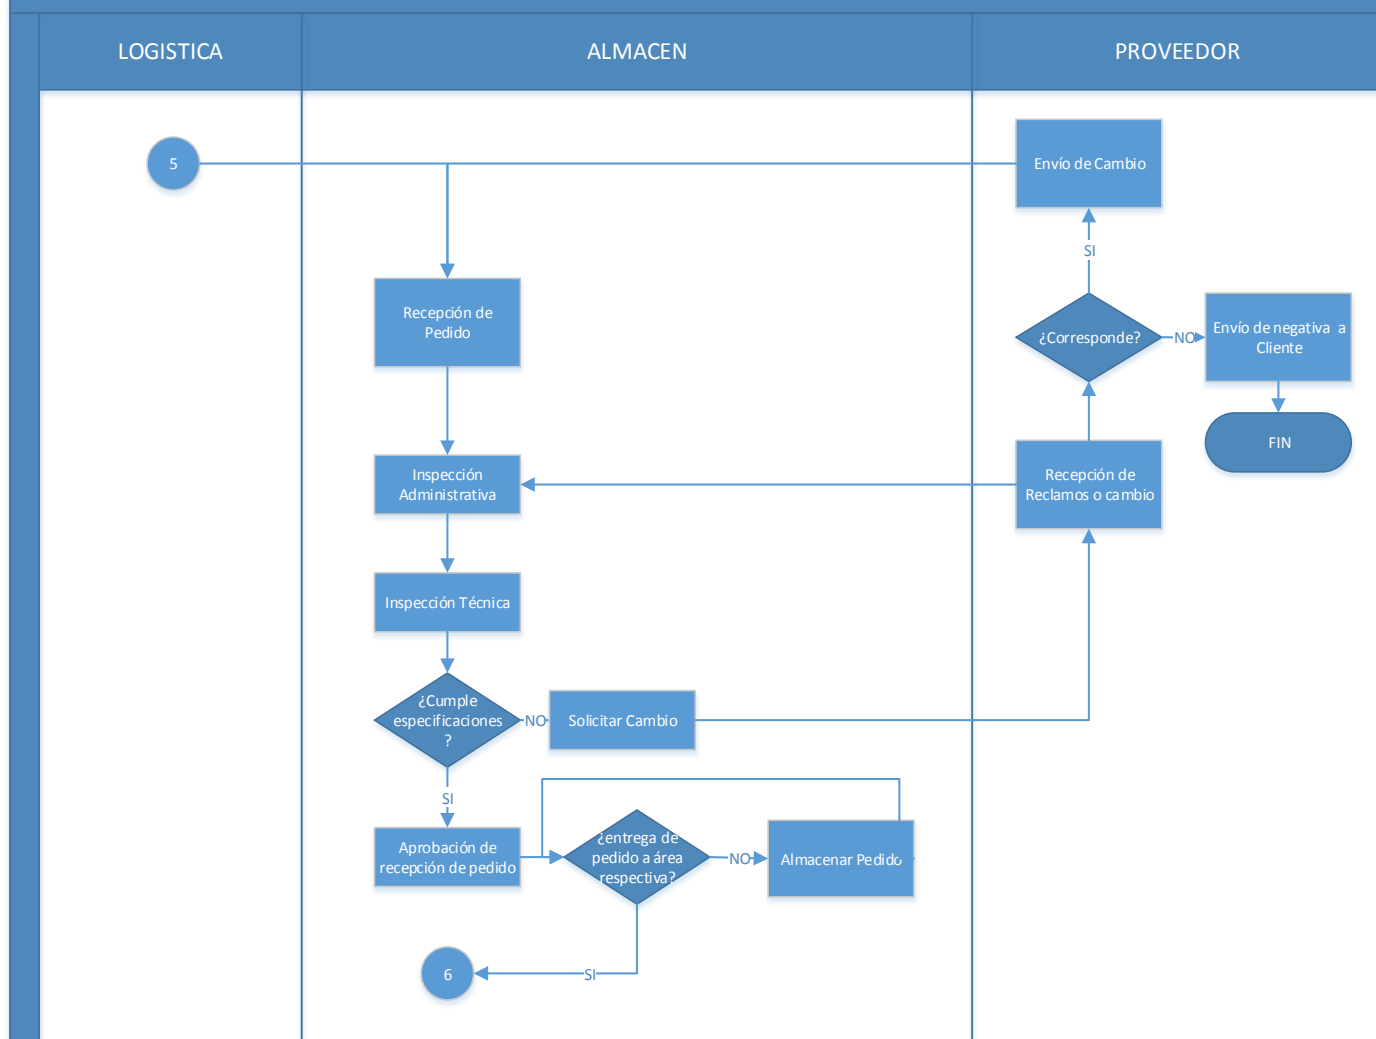 LOGISTICA
ALMACEN
PROVEEDOR
5
Envío de Cambio
SI
Recepción de
Pedido
¿Corresponde?
NO
Envío de negativa a
Cliente
FIN
Inspección
Administrativa
Recepción de
Reclamos o cambio
Inspección Técnica
¿Cumple
especificaciones
?
NO
Solicitar Cambio
SI
Aprobación de
recepción de pedido
¿entrega de
pedido a área
respectiva?
NO
Almacenar Pedido
6
SI